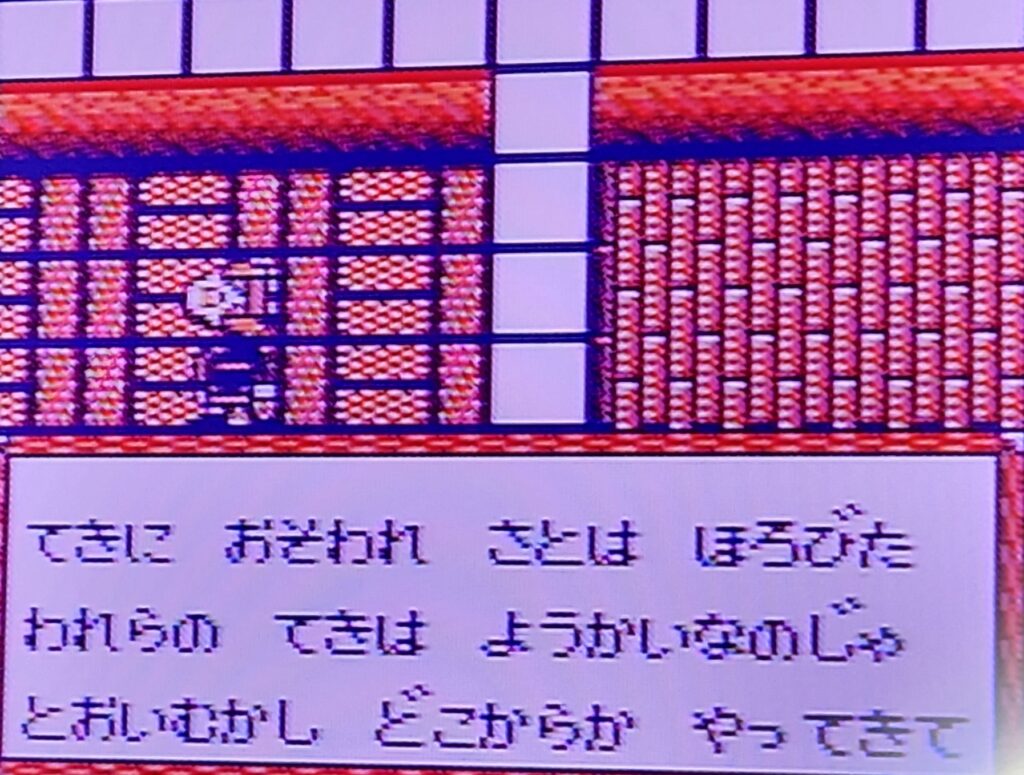 てきに おそわれ さとは ほろびた
われらの てきは ようかいなのじゃ
とおいむかし どこからか やってきて